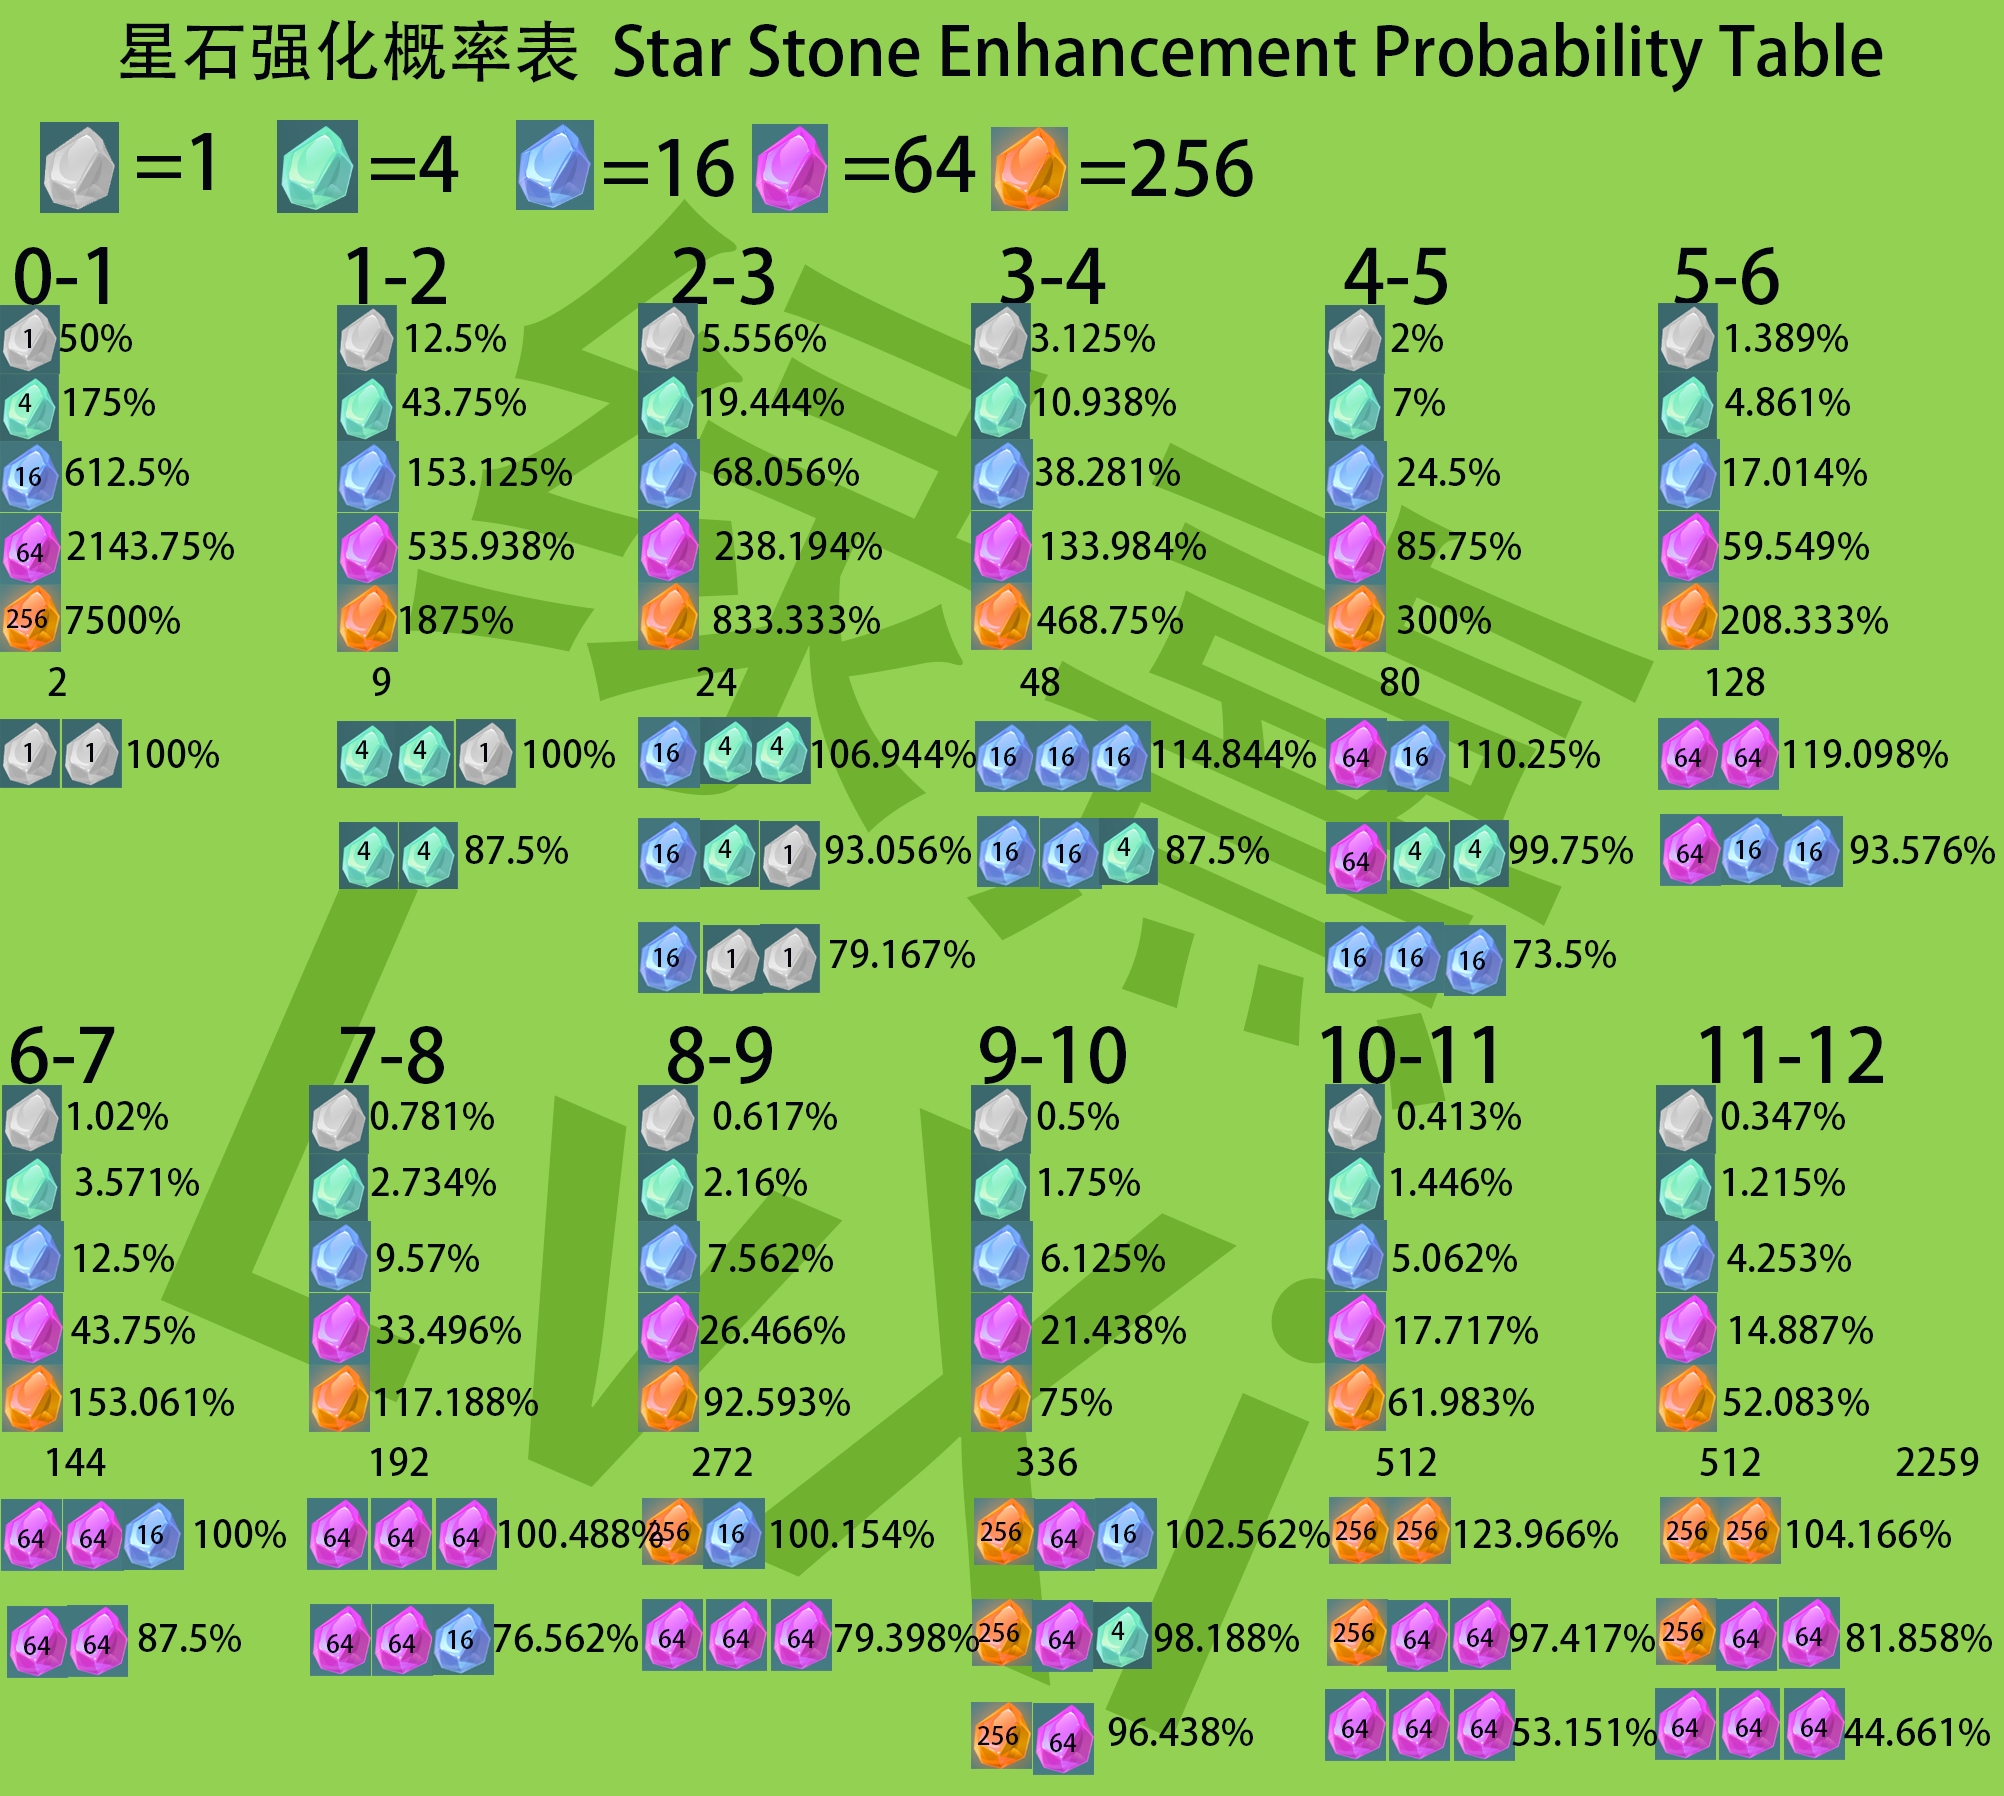 星石强化概率表 Star Stone Enhancement Probability Table
=1 =4 =16 =64 =256
0-1 1-2 2-3 3-4 4-5 5-6
1 50% 12.5% 5.556% 3.125% 2% 1.389%
4 175% 43.75% 19.444% 10.938% 7% 4.861%
16 612.5% 153.125% 68.056% 38.281% 24.5% 17.014%
64 2143.75% 535.938% 238.194% 133.984% 85.75% 59.549%
256 7500% 1875% 833.333% 468.75% 300% 208.333%
2 9 24 48 80 128
1 1 100% 4 4 1 100% 16 4 4 106.944% 16 16 16 114.844% 64 16 110.25% 64 64 119.098%
4 4 87.5% 16 4 1 93.056% 16 16 4 87.5% 64 4 4 99.75% 64 16 16 93.576%
16 1 1 79.167% 16 16 16 73.5%
6-7 7-8 8-9 9-10 10-11 11-12
1.02% 0.781% 0.617% 0.5% 0.413% 0.347%
3.571% 2.734% 2.16% 1.75% 1.446% 1.215%
12.5% 9.57% 7.562% 6.125% 5.062% 4.253%
43.75% 33.496% 26.466% 21.438% 17.717% 14.887%
153.061% 117.188% 92.593% 75% 61.983% 52.083%
144 192 272 336 512 512 2259
64 64 16 100% 64 64 64 100.488% 256 16 100.154% 256 64 16 102.562% 256 256 123.966% 256 256 104.166%
64 64 87.5% 64 64 16 76.562% 64 64 64 79.398% 256 64 4 98.188% 256 64 64 97.417% 256 64 64 81.858%
256 64 96.438% 64 64 64 53.151% 64 64 64 44.661%
LvXi